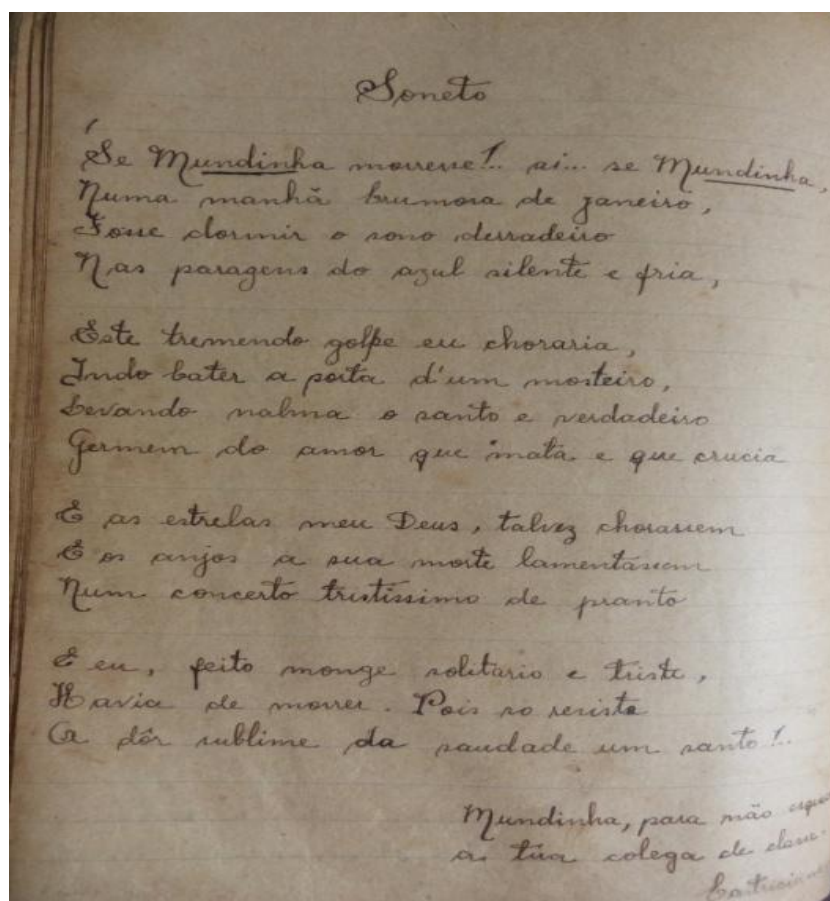 Soneto
Se Mundinha morresse!.. ai... se Mundinha,
Numa manhã brumosa de janeiro,
Fosse dormir o sono derradeiro
Nas paragens do azul silente e fria,
Este tremendo golpe eu choraria,
Indo bater a porta d'um mosteiro,
Levando nalma o santo e verdadeiro
Germem do amor que mata e que crucia
E as estrelas meu Deus, talvez chorassem
E os anjos a sua morte lamentassem
Num concerto tristissimo de pranto
E eu, feito monge solitario e triste,
Havia de morrer. Pois so resiste
A dôr sublime da saudade um santo!..
Mundinha, para não
a tua colega de classe.